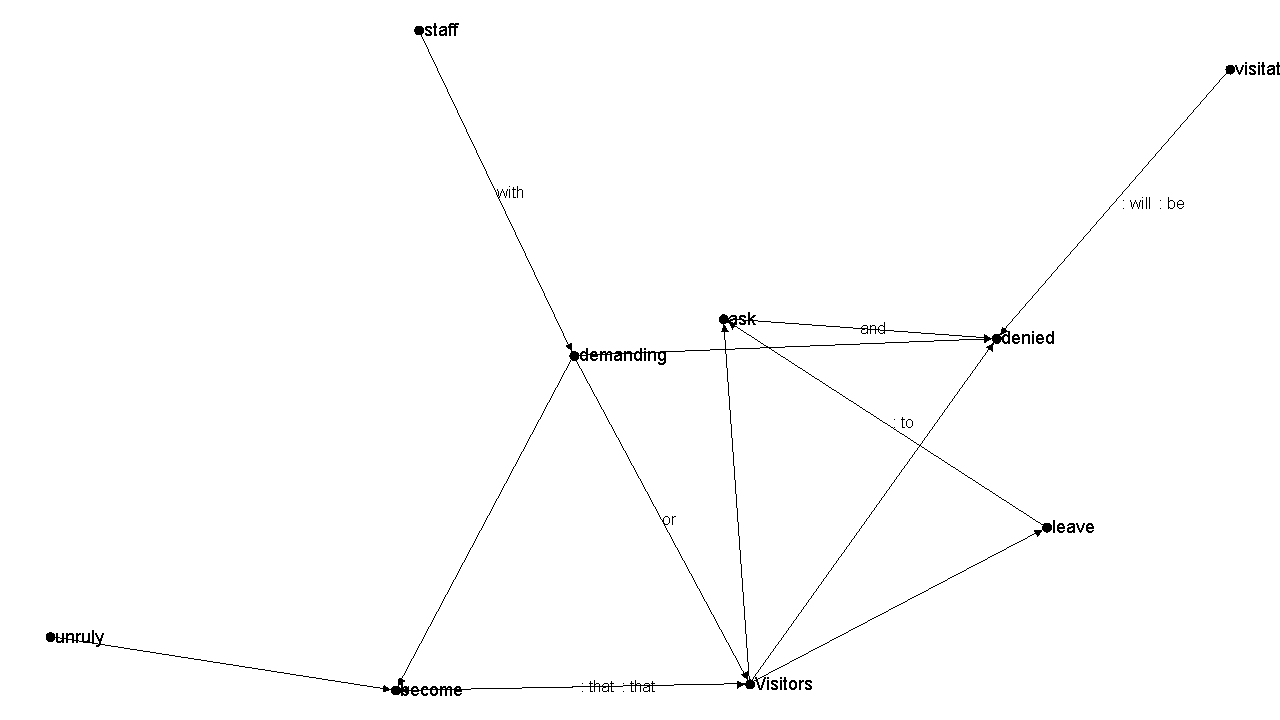 staff
visitat
with
: will : be
ask
and
denied
demanding
: to
or
leave
unruly
become
: that : that
Visitors